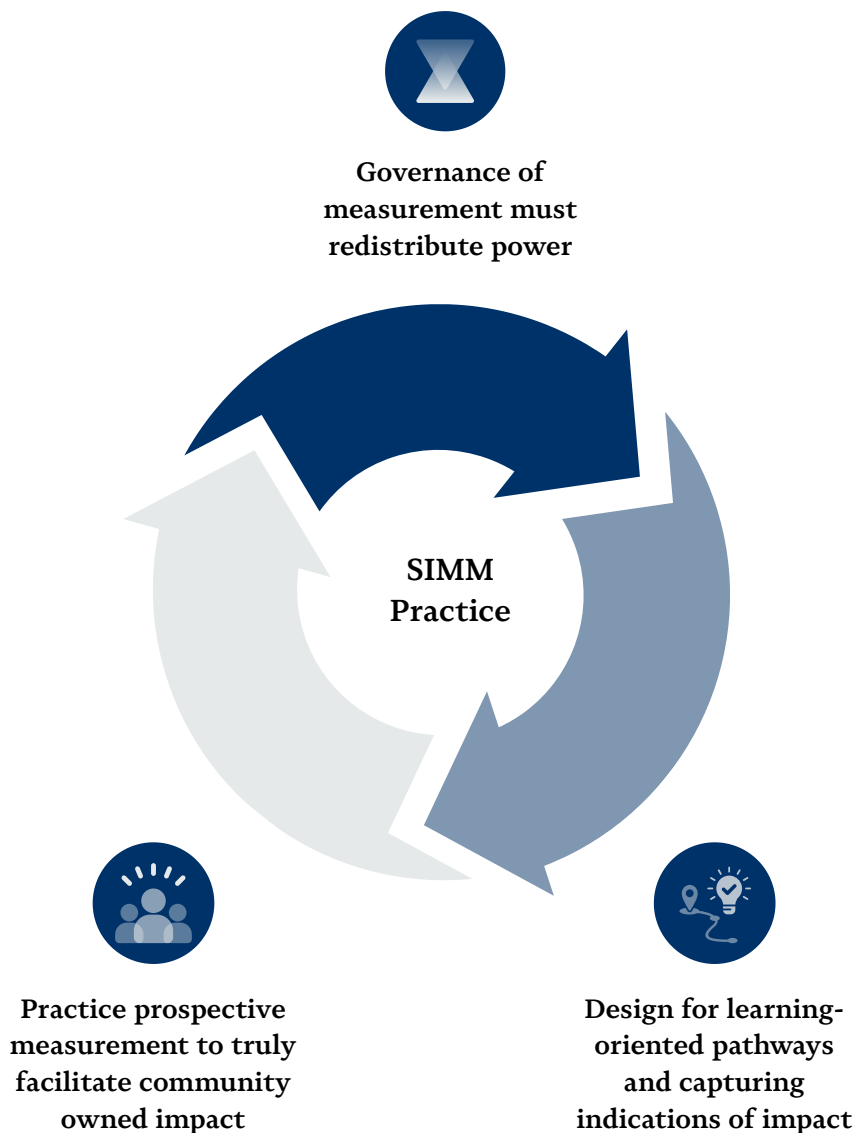 Governance of
measurement must
redistribute power
SIMM
Practice
Practice prospective
measurement to truly
facilitate community
owned impact
Design for learning-
oriented pathways
and capturing
indications of impact